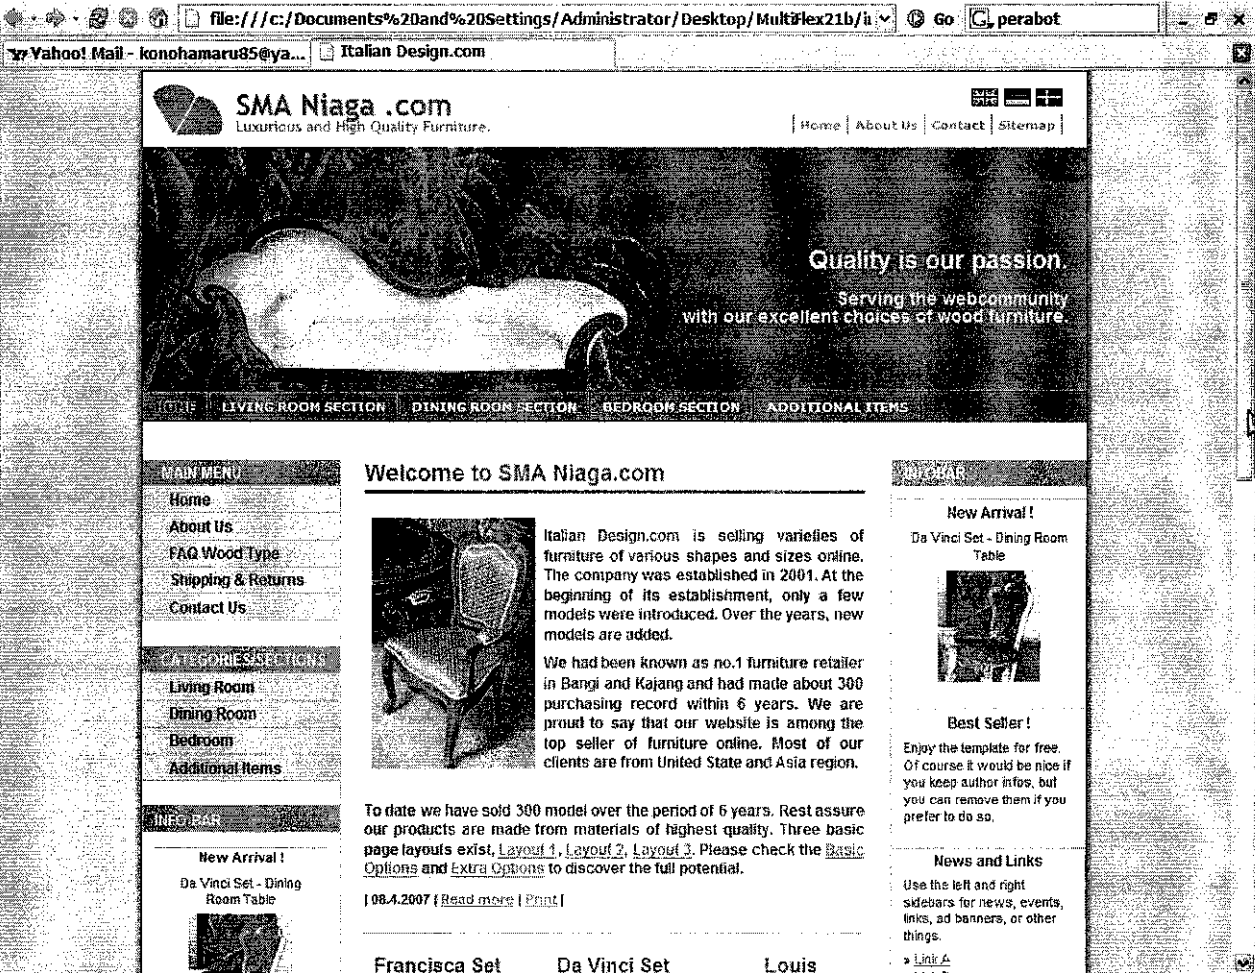 file:///c:/Documents%20and%20Settings/Administrator/Desktop/MultiFlex21b/i
Go
perabot
Yahoo! Mail - konohamaru85@ya...
Italian Design.com
SMA Niaga .com
Luxurious and High Quality Furniture.
| Home | About Us | Contact | Sitemap |
Quality is our passion.
Serving the webcommunity
with our excellent choices of wood furniture.
HOME LIVING ROOM SECTION DINING ROOM SECTION BEDROOM SECTION ADDITIONAL ITEMS
MAIN MENU
Home
About Us
FAQ Wood Type
Shipping & Returns
Contact Us
CATEGORIES/SECTIONS
Living Room
Dining Room
Bedroom
Additional Items
INFO BAR
New Arrival !
Da Vinci Set - Dining
Room Table
Welcome to SMA Niaga.com
Italian Design.com is selling varieties of
furniture of various shapes and sizes online.
The company was established in 2001. At the
beginning of its establishment, only a few
models were introduced. Over the years, new
models are added.
We had been known as no.1 furniture retailer
in Bangi and Kajang and had made about 300
purchasing record within 6 years. We are
proud to say that our website is among the
top seller of furniture online. Most of our
clients are from United State and Asia region.
To date we have sold 300 model over the period of 6 years. Rest assure
our products are made from materials of highest quality. Three basic
page layouts exist, Layout 1, Layout 2, Layout 3. Please check the Basic
Options and Extra Options to discover the full potential.
| 08.4.2007 | Read more | Print |
Francisca Set Da Vinci Set Louis
INFOBAR
New Arrival !
Da Vinci Set - Dining Room
Table
Best Seller !
Enjoy the template for free.
Of course it would be nice if
you keep author infos, but
you can remove them if you
prefer to do so.
News and Links
Use the left and right
sidebars for news, events,
links, ad banners, or other
things.
» Link A